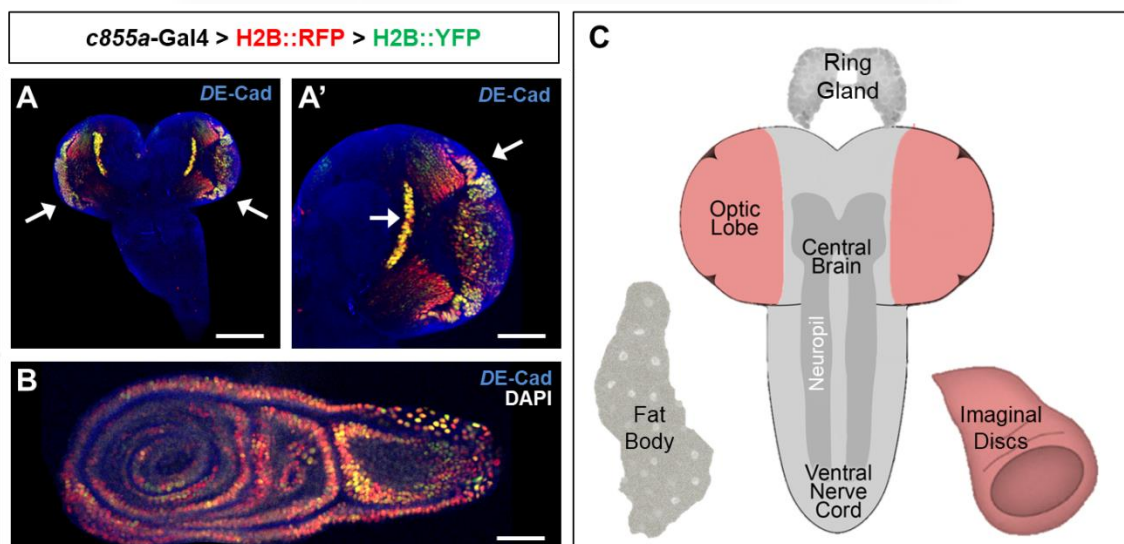 c855a-Gal4 > H2B::RFP > H2B::YFP
A
DE-Cad
A’
DE-Cad
B
DE-Cad
DAPI
C
Ring
Gland
Optic
Lobe
Central
Brain
Neuropil
Fat
Body
Imaginal
Discs
Ventral
Nerve
Cord